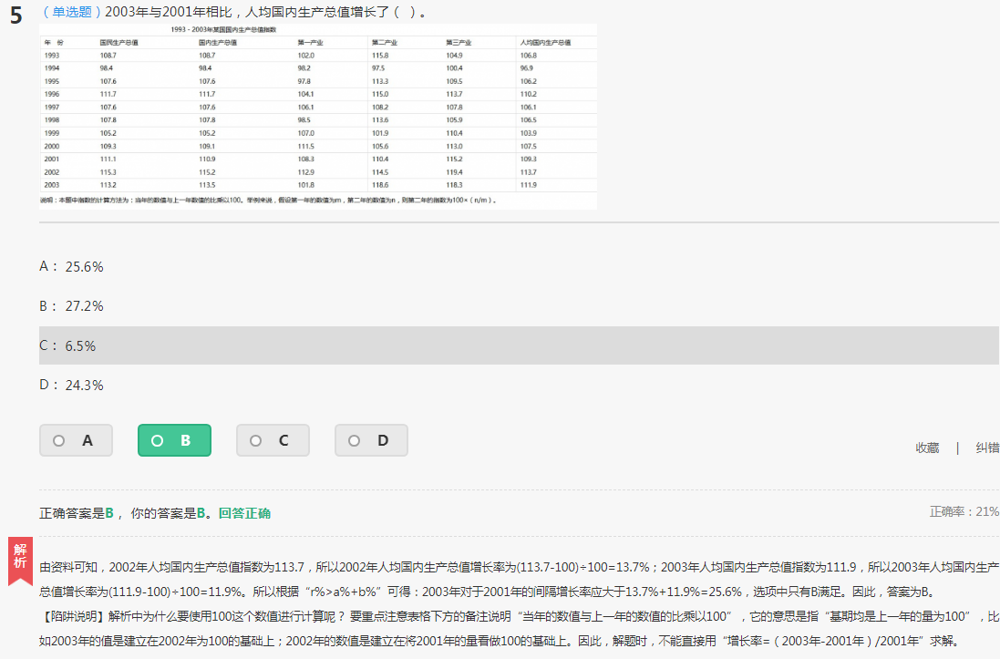 5 （单选题）2003年与2001年相比，人均国内生产总值增长了（ ）。
1993－2003年某国国内生产总值指数
年 份 国民生产总值 国内生产总值 第一产业 第二产业 第三产业 人均国内生产总值
1993 108.7 108.7 102.0 115.8 104.9 106.8
1994 98.4 98.4 98.2 97.5 100.4 96.9
1995 107.6 107.6 97.8 113.3 109.5 106.2
1996 111.7 111.7 104.1 115.0 113.7 110.2
1997 107.6 107.6 106.1 108.2 107.8 106.1
1998 107.8 107.8 98.5 113.6 105.9 106.5
1999 105.2 105.2 107.0 101.9 110.4 103.9
2000 109.3 109.1 111.5 105.6 113.0 107.5
2001 111.1 110.9 108.3 110.4 115.2 109.3
2002 115.3 115.2 112.9 114.5 119.4 113.7
2003 113.2 113.5 101.8 118.6 118.3 111.9
说明：本题中指数的计算方法为：当年的数值与上一年数值的比乘以100。举例来说，假设第一年的数值为m，第二年的数值为n，则第二年的指数为100×（n/m）。
A： 25.6%
B： 27.2%
C： 6.5%
D： 24.3%
A B C D
收藏 | 纠错
正确答案是B， 你的答案是B。回答正确 正确率：21%
解析
由资料可知，2002年人均国内生产总值指数为113.7，所以2002年人均国内生产总值增长率为(113.7-100)÷100=13.7%；2003年人均国内生产总值指数为111.9，所以2003年人均国内生产
总值增长率为(111.9-100)÷100=11.9%。所以根据“r%>a%+b%”可得：2003年对于2001年的间隔增长率应大于13.7%+11.9%=25.6%，选项中只有B满足。因此，答案为B。
【陷阱说明】解析中为什么要使用100这个数值进行计算呢？ 要重点注意表格下方的备注说明“当年的数值与上一年的数值的比乘以100”，它的意思是指“基期均是上一年的量为100”，比
如2003年的值是建立在2002年为100的基础上；2002年的数值是建立在将2001年的量看做100的基础上。因此，解题时，不能直接用“增长率=（2003年-2001年）/2001年”求解。